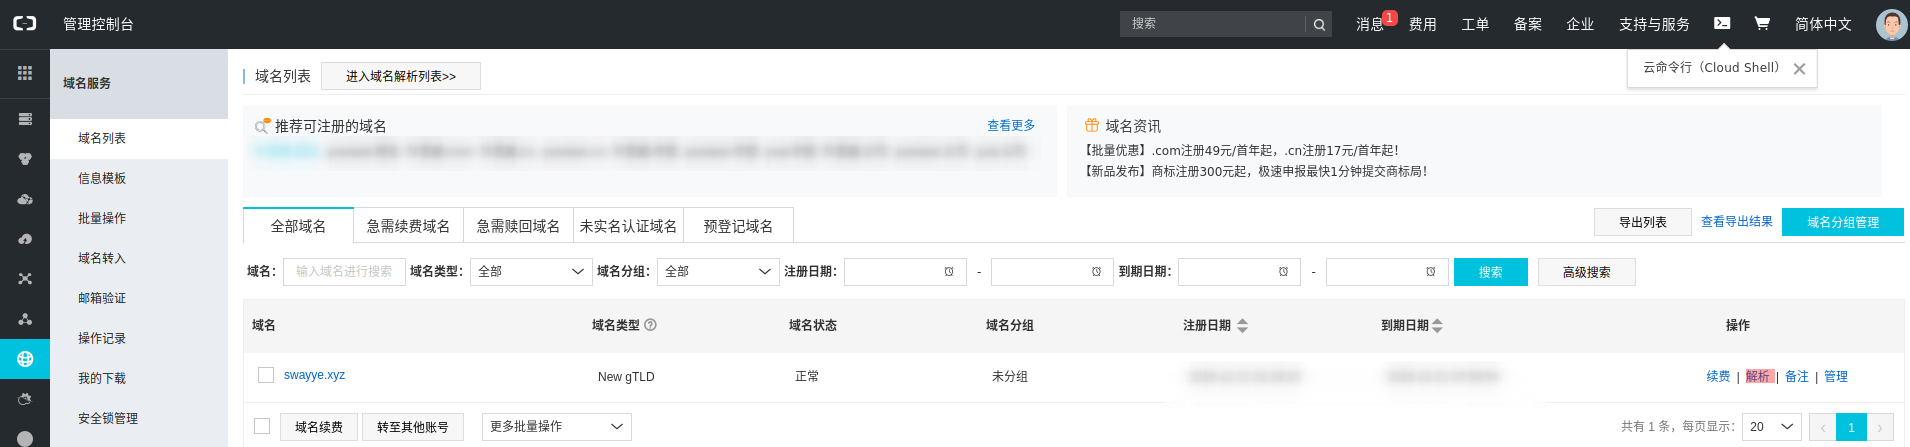 管理控制台
搜索
消息 1 费用 工单 备案 企业 支持与服务 简体中文
云命令行（Cloud Shell）
域名服务
域名列表
信息模板
批量操作
域名转入
邮箱验证
操作记录
我的下载
安全锁管理
域名列表 进入域名解析列表>>
推荐可注册的域名 查看更多
域名资讯
【批量优惠】.com注册49元/首年起，.cn注册17元/首年起！
【新品发布】商标注册300元起，极速申报最快1分钟提交商标局！
全部域名 急需续费域名 急需赎回域名 未实名认证域名 预登记域名
导出列表 查看导出结果 域名分组管理
域名： 输入域名进行搜索 域名类型： 全部 域名分组： 全部 注册日期： - 到期日期： - 搜索 高级搜索
域名 域名类型 域名状态 域名分组 注册日期 到期日期 操作
swayye.xyz New gTLD 正常 未分组 续费 | 解析 | 备注 | 管理
域名续费 转至其他账号 更多批量操作
共有 1 条，每页显示： 20 ‹ 1 ›